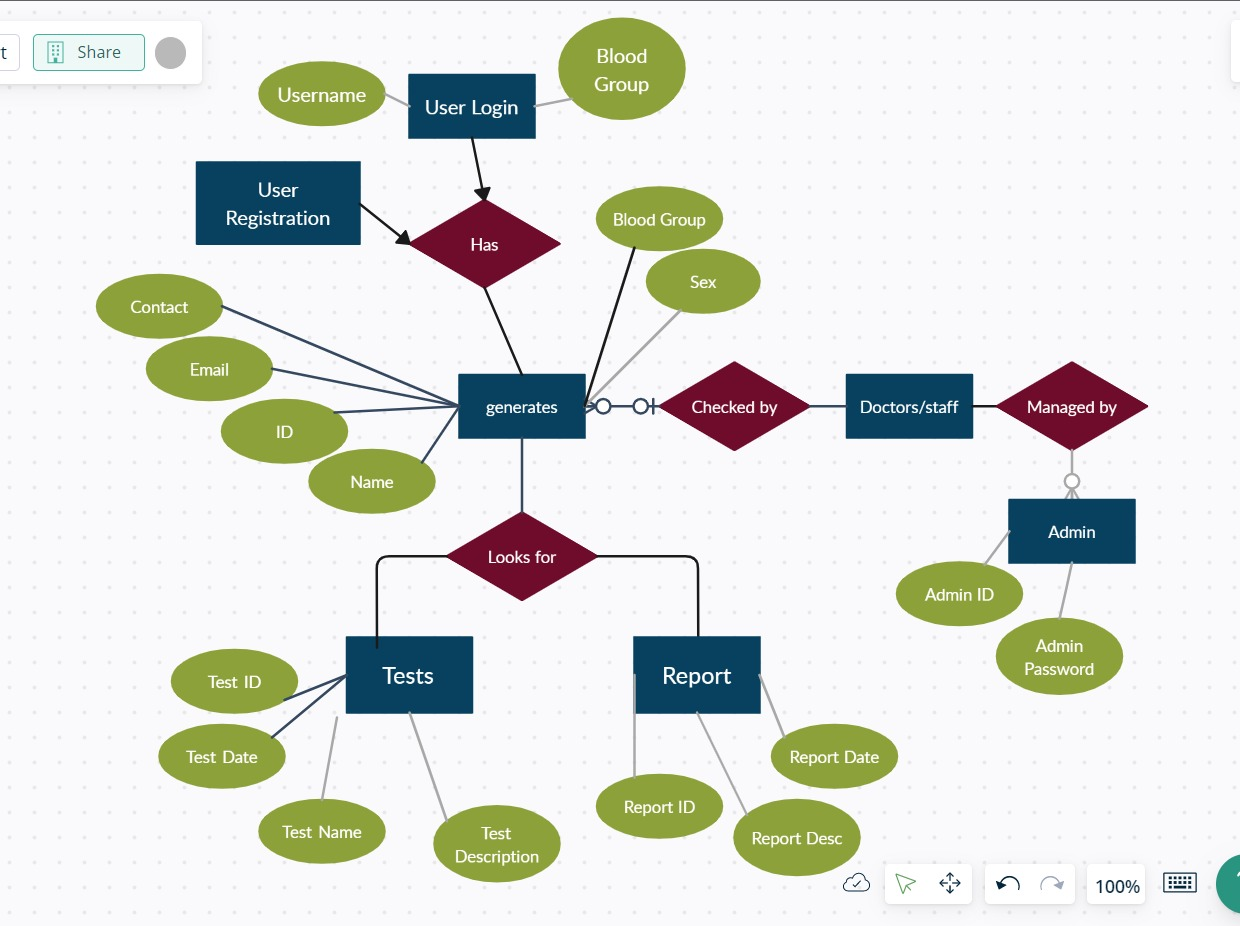 t
Share
Blood
Group
Username
User Login
User
Registration
Has
Blood Group
Sex
Contact
Email
ID
Name
generates
Checked by
Doctors/staff
Managed by
Looks for
Admin
Admin ID
Admin
Password
Tests
Report
Test ID
Test Date
Test Name
Test
Description
Report Date
Report ID
Report Desc
100%